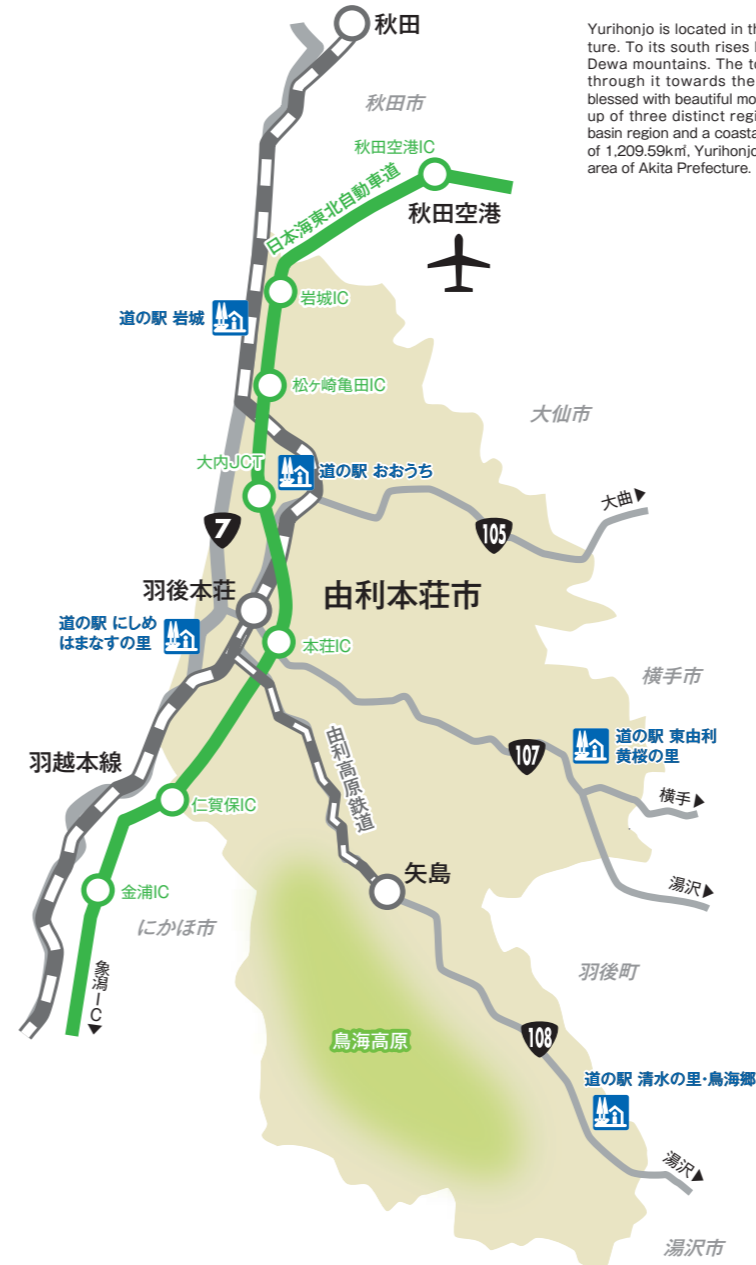 秋田
Yurihonjo is located in th
ture. To its south rises
Dewa mountains. The t
through it towards the
blessed with beautiful mo
up of three distinct regi
basin region and a coasta
of 1,209.59k㎡, Yurihonjo
area of Akita Prefecture.
秋田市
秋田空港IC
日本海東北自動車道
秋田空港
岩城IC
道の駅 岩城
松ヶ崎亀田IC
大仙市
大内JCT
道の駅 おおうち
大曲▶
7
105
羽後本荘
由利本荘市
道の駅 にしめ
はまなすの里
本荘IC
横手市
道の駅 東由利
黄桜の里
107
由利高原鉄道
羽越本線
横手▶
仁賀保IC
矢島
湯沢▶
金浦IC
にかほ市
羽後町
象潟IC▶
鳥海高原
108
道の駅 清水の里・鳥海郷
湯沢▶
湯沢市